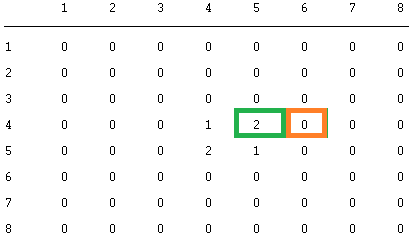 1 2 3 4 5 6 7 8
1 0 0 0 0 0 0 0 0
2 0 0 0 0 0 0 0 0
3 0 0 0 0 0 0 0 0
4 0 0 0 1 2 0 0 0
5 0 0 0 2 1 0 0 0
6 0 0 0 0 0 0 0 0
7 0 0 0 0 0 0 0 0
8 0 0 0 0 0 0 0 0